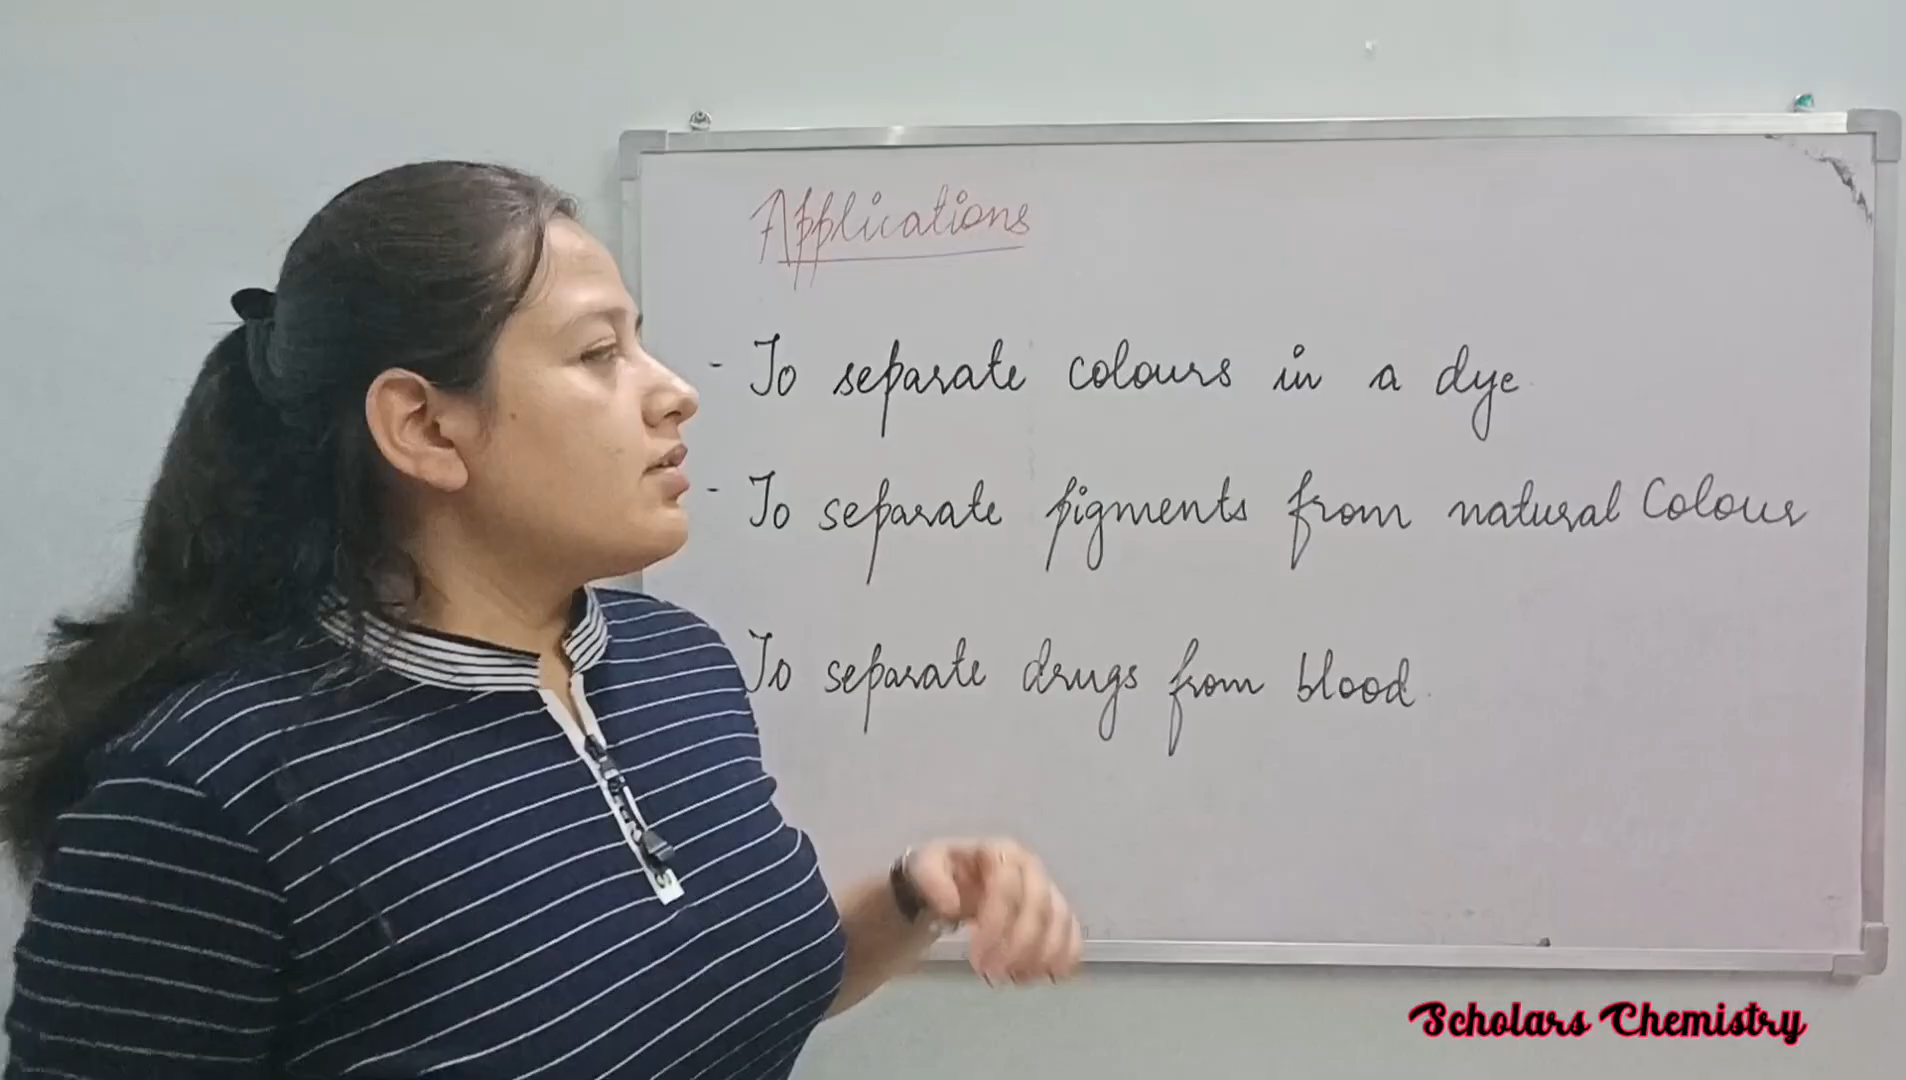 Applications
- To separate colours in a dye.
- To separate pigments from natural Colour
To separate drugs from blood.
Scholars Chemistry